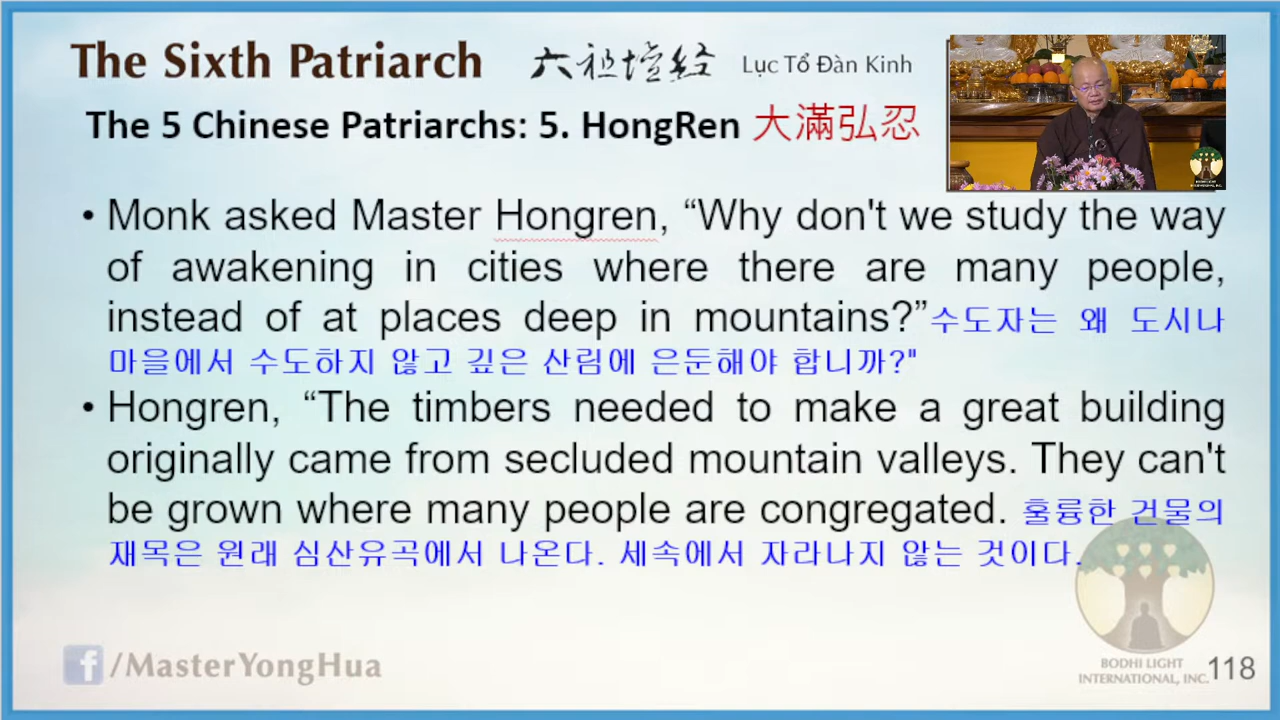 The Sixth Patriarch 六祖壇経 Lục Tổ Đàn Kinh
The 5 Chinese Patriarchs: 5. HongRen 大滿弘忍
• Monk asked Master Hongren, “Why don't we study the way
of awakening in cities where there are many people,
instead of at places deep in mountains?”수도자는 왜 도시나
마을에서 수도하지 않고 깊은 산림에 은둔해야 합니까?"
• Hongren, “The timbers needed to make a great building
originally came from secluded mountain valleys. They can't
be grown where many people are congregated. 훌륭한 건물의
재목은 원래 심산유곡에서 나온다. 세속에서 자라나지 않는 것이다.
f/MasterYongHua
BODHI LIGHT
INTERNATIONAL, INC.
118